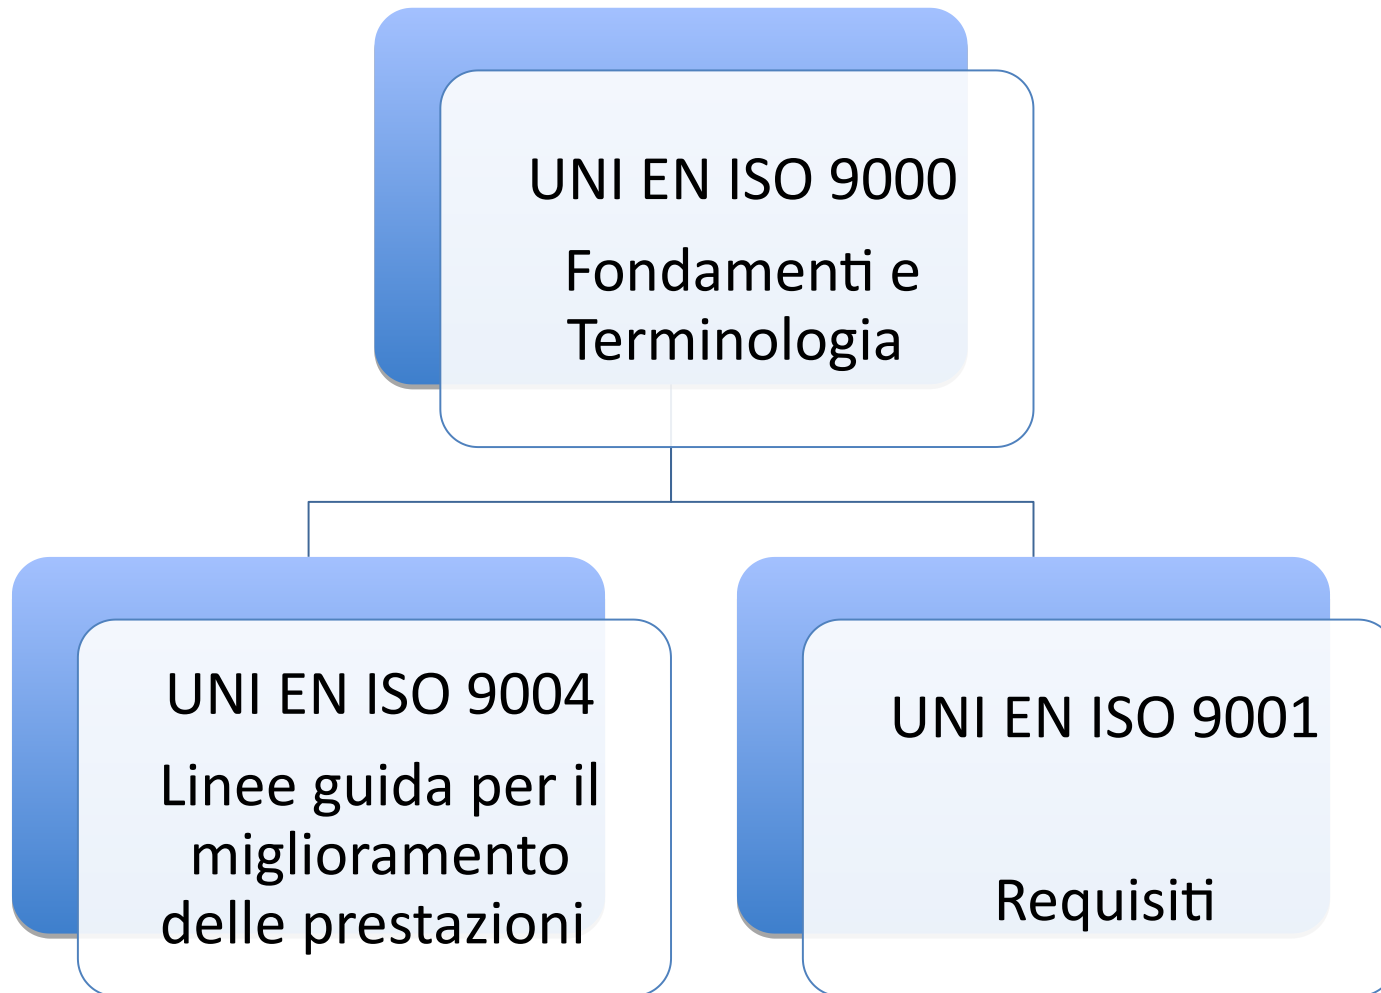 UNI EN ISO 9000
Fondamenti e
Terminologia
UNI EN ISO 9004
Linee guida per il
miglioramento
delle prestazioni
UNI EN ISO 9001
Requisiti